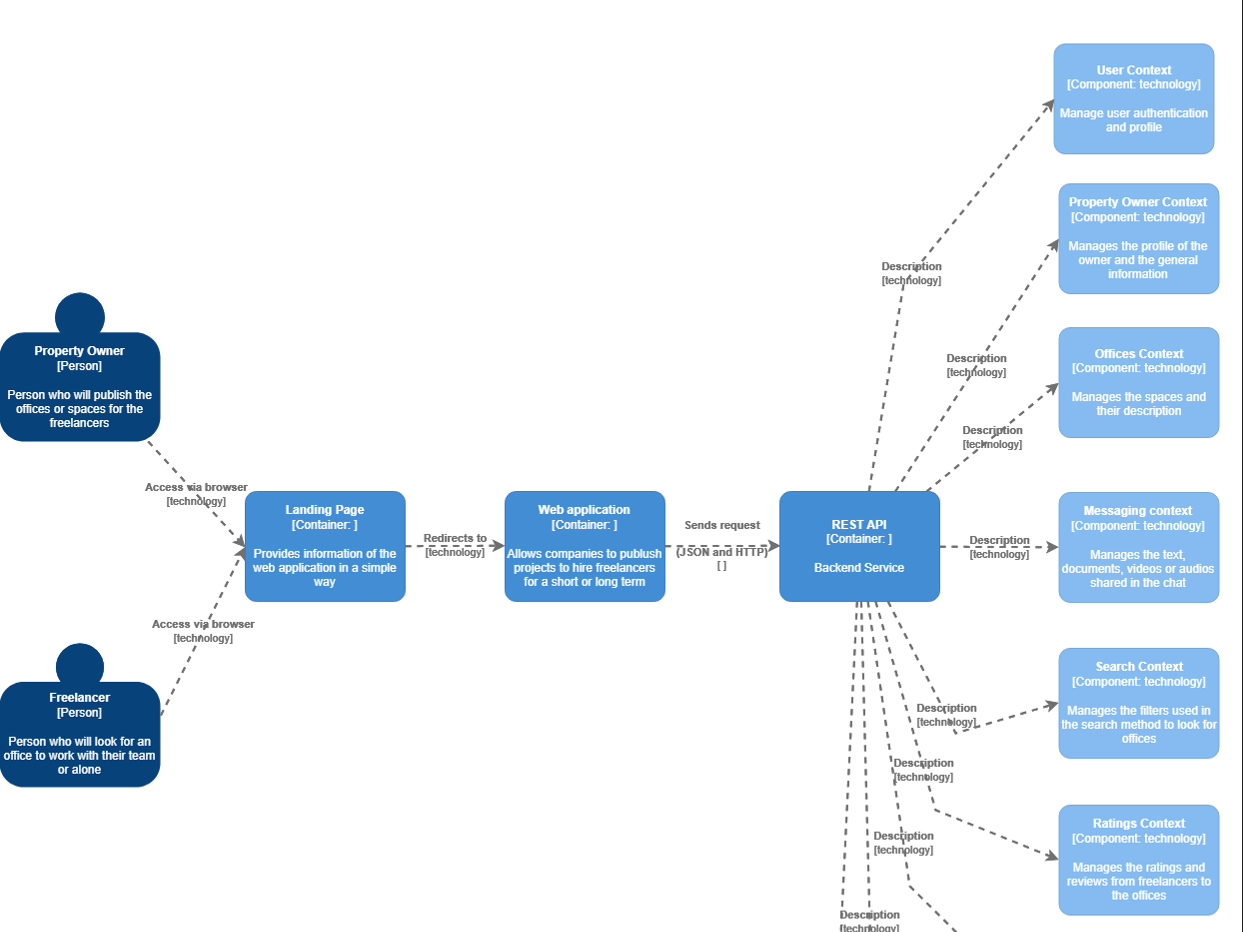 User Context
[Component: technology]
Manage user authentication
and profile
Property Owner Context
[Component: technology]
Manages the profile of the
owner and the general
information
Description
[technology]
Offices Context
[Component: technology]
Manages the spaces and
their description
Description
[technology]
Description
[technology]
Property Owner
[Person]
Person who will publish the
offices or spaces for the
freelancers
Access via browser
[technology]
Landing Page
[Container: ]
Provides information of the
web application in a simple
way
Redirects to
[technology]
Web application
[Container: ]
Allows companies to publish
projects to hire freelancers
for a short or long term
Sends request
(JSON and HTTP)
[ ]
REST API
[Container: ]
Backend Service
Description
[technology]
Messaging context
[Component: technology]
Manages the text,
documents, videos or audios
shared in the chat
Access via browser
[technology]
Freelancer
[Person]
Person who will look for an
office to work with their team
or alone
Description
[technology]
Search Context
[Component: technology]
Manages the filters used in
the search method to look for
offices
Description
[technology]
Description
[technology]
Ratings Context
[Component: technology]
Manages the ratings and
reviews from freelancers to
the offices
Description
[technology]